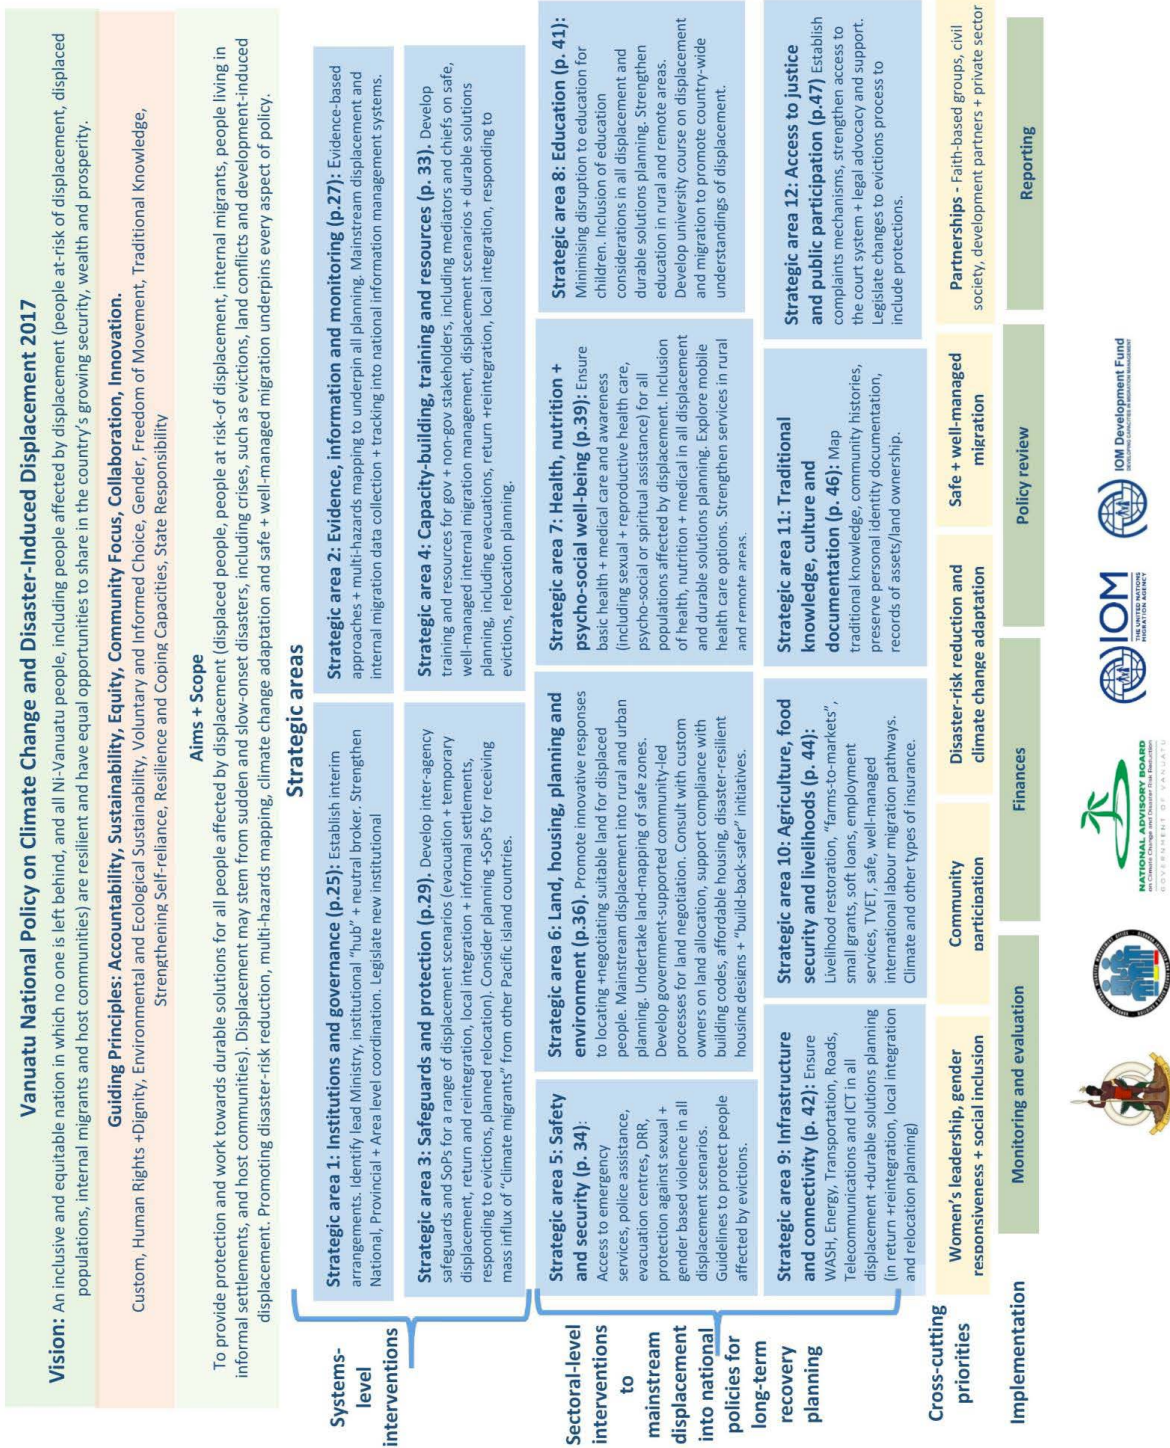 Vanuatu National Policy on Climate Change and Disaster-Induced Displacement 2017
Vision: An inclusive and equitable nation in which no one is left behind, and all Ni-Vanuatu people, including people affected by displacement (people at-risk of displacement, displaced
populations, internal migrants and host communities) are resilient and have equal opportunities to share in the country's growing security, wealth and prosperity.
Guiding Principles: Accountability, Sustainability, Equity, Community Focus, Collaboration, Innovation.
Custom, Human Rights +Dignity, Environmental and Ecological Sustainability, Voluntary and Informed Choice, Gender, Freedom of Movement, Traditional Knowledge,
Strengthening Self-reliance, Resilience and Coping Capacities, State Responsibility
Aims + Scope
To provide protection and work towards durable solutions for all people affected by displacement (displaced people, people at risk-of displacement, internal migrants, people living in
informal settlements, and host communities). Displacement may stem from sudden and slow-onset disasters, including crises, such as evictions, land conflicts and development-induced
displacement. Promoting disaster-risk reduction, multi-hazards mapping, climate change adaptation and safe + well-managed migration underpins every aspect of policy.
Strategic areas
Systems-
level
interventions
Strategic area 1: Institutions and governance (p.25): Establish interim
arrangements. Identify lead Ministry, institutional "hub" + neutral broker. Strengthen
National, Provincial + Area level coordination. Legislate new institutional
Strategic area 2: Evidence, information and monitoring (p.27): Evidence-based
approaches + multi-hazards mapping to underpin all planning. Mainstream displacement and
internal migration data collection + tracking into national information management systems.
Strategic area 3: Safeguards and protection (p.29). Develop inter-agency
safeguards and SoPs for a range of displacement scenarios (evacuation + temporary
displacement, return and reintegration, local integration + informal settlements,
responding to evictions, planned relocation). Consider planning +SoPs for receiving
mass influx of "climate migrants" from other Pacific island countries.
Strategic area 4: Capacity-building, training and resources (p. 33). Develop
training and resources for gov + non-gov stakeholders, including mediators and chiefs on safe,
well-managed internal migration management, displacement scenarios + durable solutions
planning, including evacuations, return +reintegration, local integration, responding to
evictions, relocation planning.
Sectoral-level
interventions
to
mainstream
displacement
into national
policies for
long-term
recovery
planning
Strategic area 5: Safety
and security (p. 34):
Access to emergency
services, police assistance,
evacuation centres, DRR,
protection against sexual +
gender based violence in all
displacement scenarios.
Guidelines to protect people
affected by evictions.
Strategic area 6: Land, housing, planning and
environment (p.36). Promote innovative responses
to locating +negotiating suitable land for displaced
people. Mainstream displacement into rural and urban
planning. Undertake land-mapping of safe zones.
Develop government-supported community-led
processes for land negotiation. Consult with custom
owners on land allocation, support compliance with
building codes, affordable housing, disaster-resilient
housing designs + "build-back-safer" initiatives.
Strategic area 7: Health, nutrition +
psycho-social well-being (p.39): Ensure
basic health + medical care and awareness
(including sexual + reproductive health care,
psycho-social or spiritual assistance) for all
populations affected by displacement. Inclusion
of health, nutrition + medical in all displacement
and durable solutions planning. Explore mobile
health care options. Strengthen services in rural
and remote areas.
Strategic area 8: Education (p. 41):
Minimising disruption to education for
children. Inclusion of education
considerations in all displacement and
durable solutions planning. Strengthen
education in rural and remote areas.
Develop university course on displacement
and migration to promote country-wide
understandings of displacement.
Strategic area 9: Infrastructure
and connectivity (p. 42): Ensure
WASH, Energy, Transportation, Roads,
Telecommunications and ICT in all
displacement +durable solutions planning
(in return +reintegration, local integration
and relocation planning)
Strategic area 10: Agriculture, food
security and livelihoods (p. 44):
Livelihood restoration, "farms-to-markets",
small grants, soft loans, employment
services, TVET, safe, well-managed
international labour migration pathways.
Climate and other types of insurance.
Strategic area 11: Traditional
knowledge, culture and
documentation (p. 46): Map
traditional knowledge, community histories,
preserve personal identity documentation,
records of assets/land ownership.
Strategic area 12: Access to justice
and public participation (p.47) Establish
complaints mechanisms, strengthen access to
the court system + legal advocacy and support.
Legislate changes to evictions process to
include protections.
Cross-cutting
priorities
Women's leadership, gender
responsiveness + social inclusion
Community
participation
Disaster-risk reduction and
climate change adaptation
Safe + well-managed
migration
Partnerships - Faith-based groups, civil
society, development partners + private sector
Implementation
Monitoring and evaluation
Finances
Policy review
Reporting
NATIONAL ADVISORY BOARD
on Climate Change and Disaster Risk Reduction
GOVERNMENT OF VANUATU
IOM
THE UNITED NATIONS
MIGRATION AGENCY
IOM Development Fund
DEVELOPING CAPACITIES IN MIGRATION MANAGEMENT